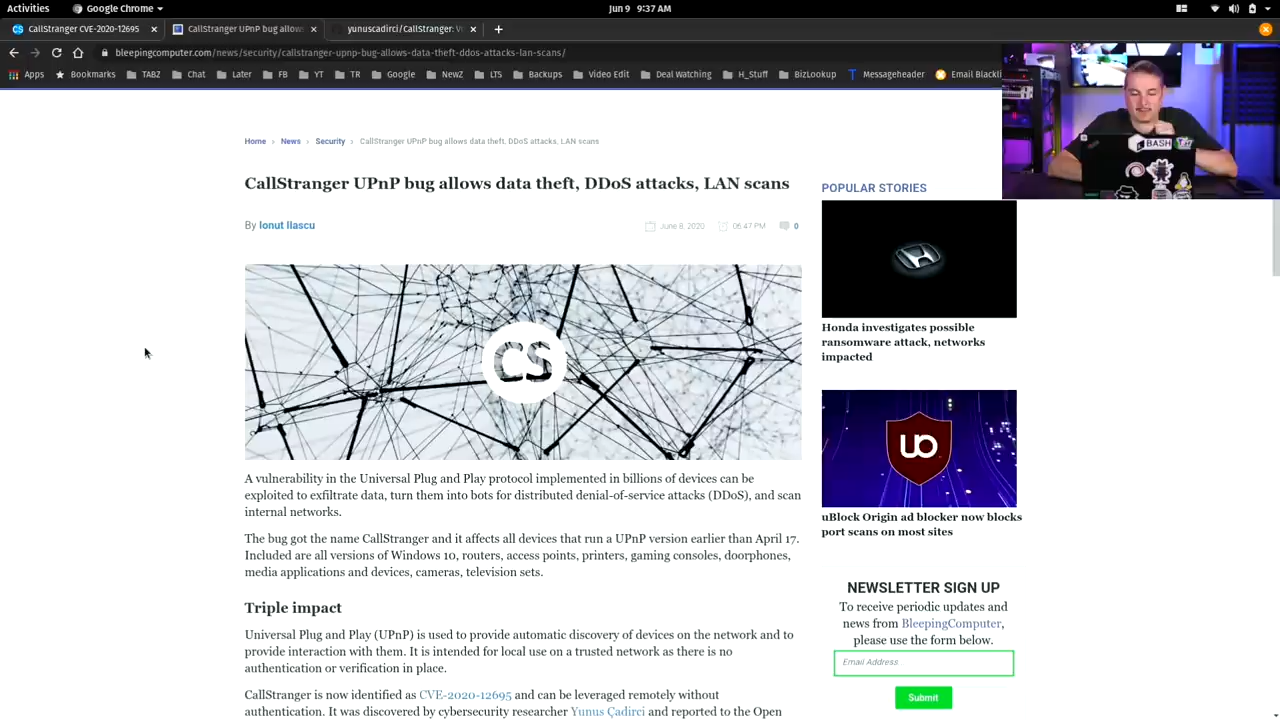 Activities
Google Chrome
Jun 9 9:37 AM
CallStranger CVE-2020-12695
CallStranger UPnP bug allow
yunuscadirci/CallStranger: V
bleepingcomputer.com/news/security/callstranger-upnp-bug-allows-data-theft-ddos-attacks-lan-scans/
Apps
Bookmarks
TABZ
Chat
Later
FB
YT
TR
Google
NewZ
LTS
Backups
Video Edit
Deal Watching
H_Stuff
BizLookup
Messageheader
Email Blackli
BASH
Home › News › Security › CallStranger UPnP bug allows data theft, DDoS attacks, LAN scans
CallStranger UPnP bug allows data theft, DDoS attacks, LAN scans
By Ionut Ilascu
June 8, 2020
06:47 PM
0
CS
A vulnerability in the Universal Plug and Play protocol implemented in billions of devices can be
exploited to exfiltrate data, turn them into bots for distributed denial-of-service attacks (DDoS), and scan
internal networks.
The bug got the name CallStranger and it affects all devices that run a UPnP version earlier than April 17.
Included are all versions of Windows 10, routers, access points, printers, gaming consoles, doorphones,
media applications and devices, cameras, television sets.
Triple impact
Universal Plug and Play (UPnP) is used to provide automatic discovery of devices on the network and to
provide interaction with them. It is intended for local use on a trusted network as there is no
authentication or verification in place.
CallStranger is now identified as CVE-2020-12695 and can be leveraged remotely without
authentication. It was discovered by cybersecurity researcher Yunus Çadirci and reported to the Open
POPULAR STORIES
Honda investigates possible
ransomware attack, networks
impacted
UO
uBlock Origin ad blocker now blocks
port scans on most sites
NEWSLETTER SIGN UP
To receive periodic updates and
news from BleepingComputer,
please use the form below.
Email Address
Submit